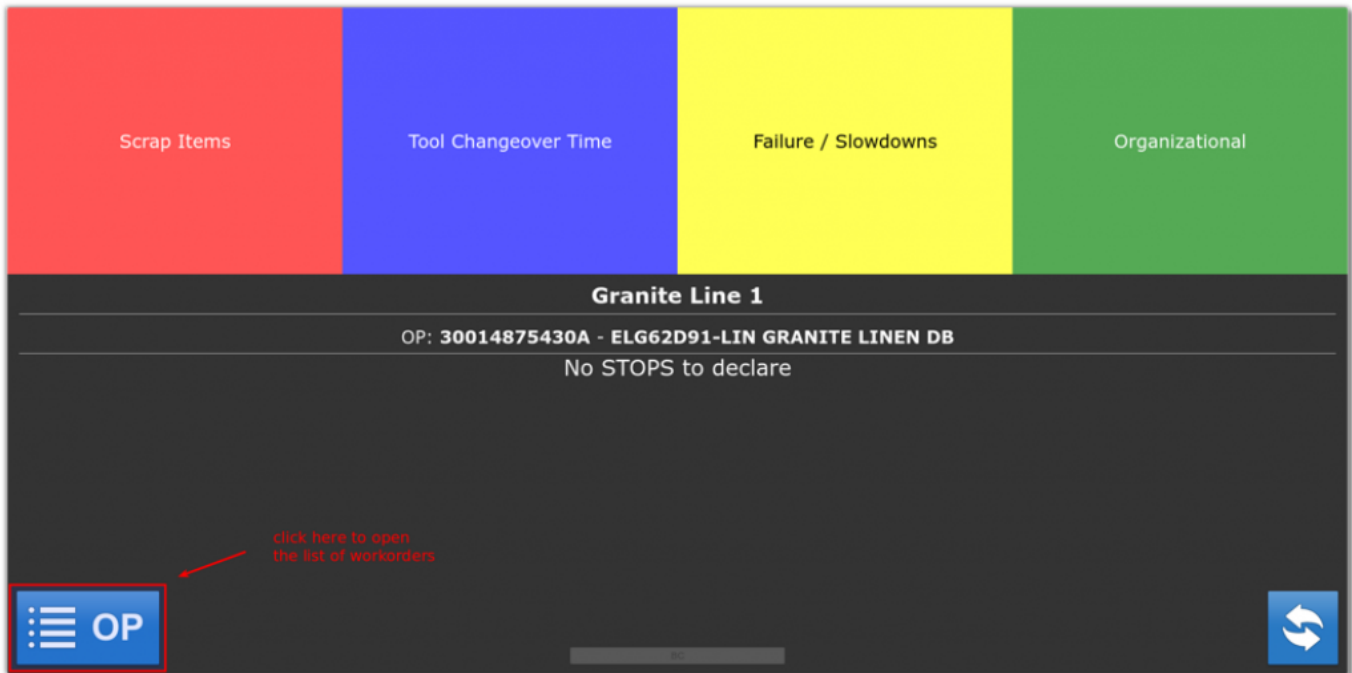 Scrap Items
Tool Changeover Time
Failure / Slowdowns
Organizational
Granite Line 1
OP: 30014875430A - ELG62D91-LIN GRANITE LINEN DB
No STOPS to declare
click here to open
the list of workorders
OP